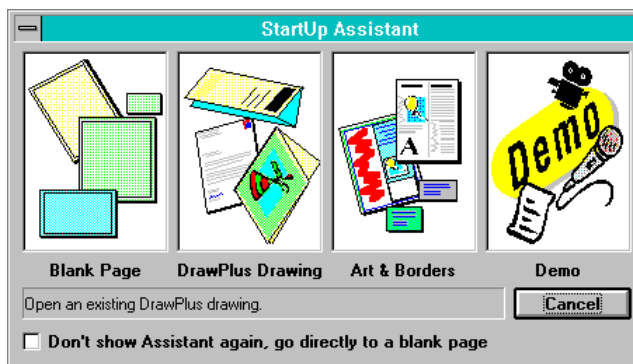 StartUp Assistant
Demo
A
Blank Page
DrawPlus Drawing
Art & Borders
Demo
Open an existing DrawPlus drawing.
Cancel
Don't show Assistant again, go directly to a blank page